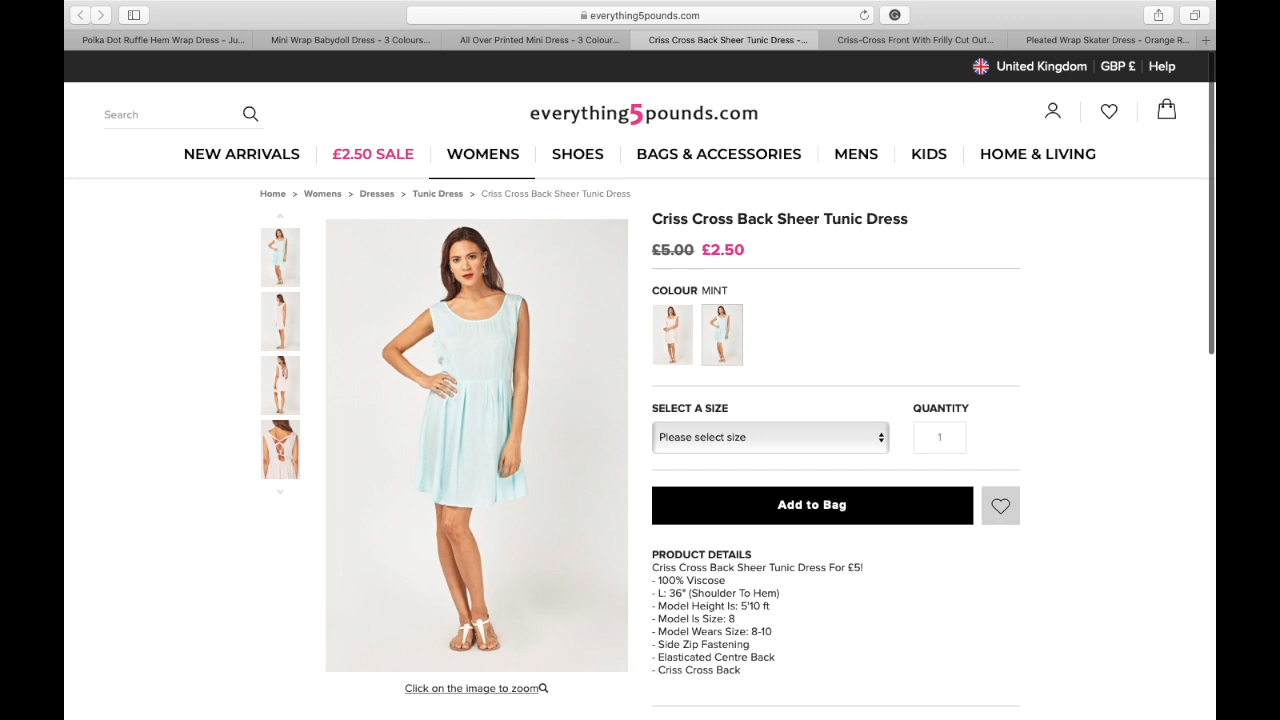 everything5pounds.com
Polka Dot Ruffle Hem Wrap Dress - Ju...
Mini Wrap Babydoll Dress - 3 Colours...
All Over Printed Mini Dress - 3 Colour...
Criss Cross Back Sheer Tunic Dress -...
Criss-Cross Front With Frilly Cut Out...
Pleated Wrap Skater Dress - Orange R...
United Kingdom GBP £ Help
Search
everything5pounds.com
NEW ARRIVALS £2.50 SALE WOMENS SHOES BAGS & ACCESSORIES MENS KIDS HOME & LIVING
Home > Womens > Dresses > Tunic Dress > Criss Cross Back Sheer Tunic Dress
Criss Cross Back Sheer Tunic Dress
£5.00 £2.50
COLOUR MINT
SELECT A SIZE QUANTITY
Please select size 1
Add to Bag
PRODUCT DETAILS
Criss Cross Back Sheer Tunic Dress For £5!
- 100% Viscose
- L: 36" (Shoulder To Hem)
- Model Height Is: 5'10 ft
- Model Is Size: 8
- Model Wears Size: 8-10
- Side Zip Fastening
- Elasticated Centre Back
- Criss Cross Back
Click on the image to zoom